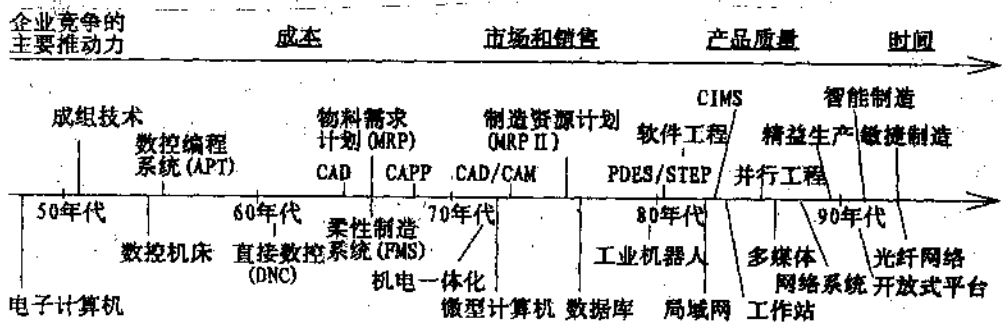 企业竞争的
主要推动力
成本
市场和销售
产品质量
时间
CIMS
智能制造
成组技术
物料需求
计划(MRP)
制造资源计划
(MRPⅡ)
软件工程
精益生产
敏捷制造
数控编程
系统(APT)
CAD
CAPP
CAD/CAM
PDES/STEP
并行工程
50年代
60年代
70年代
80年代
90年代
数控机床
直接数控
(DNC)
柔性制造
系统(FMS)
机电一体化
工业机器人
多媒体
光纤网络
网络系统
开放式平台
电子计算机
微型计算机
数据库
局域网
工作站